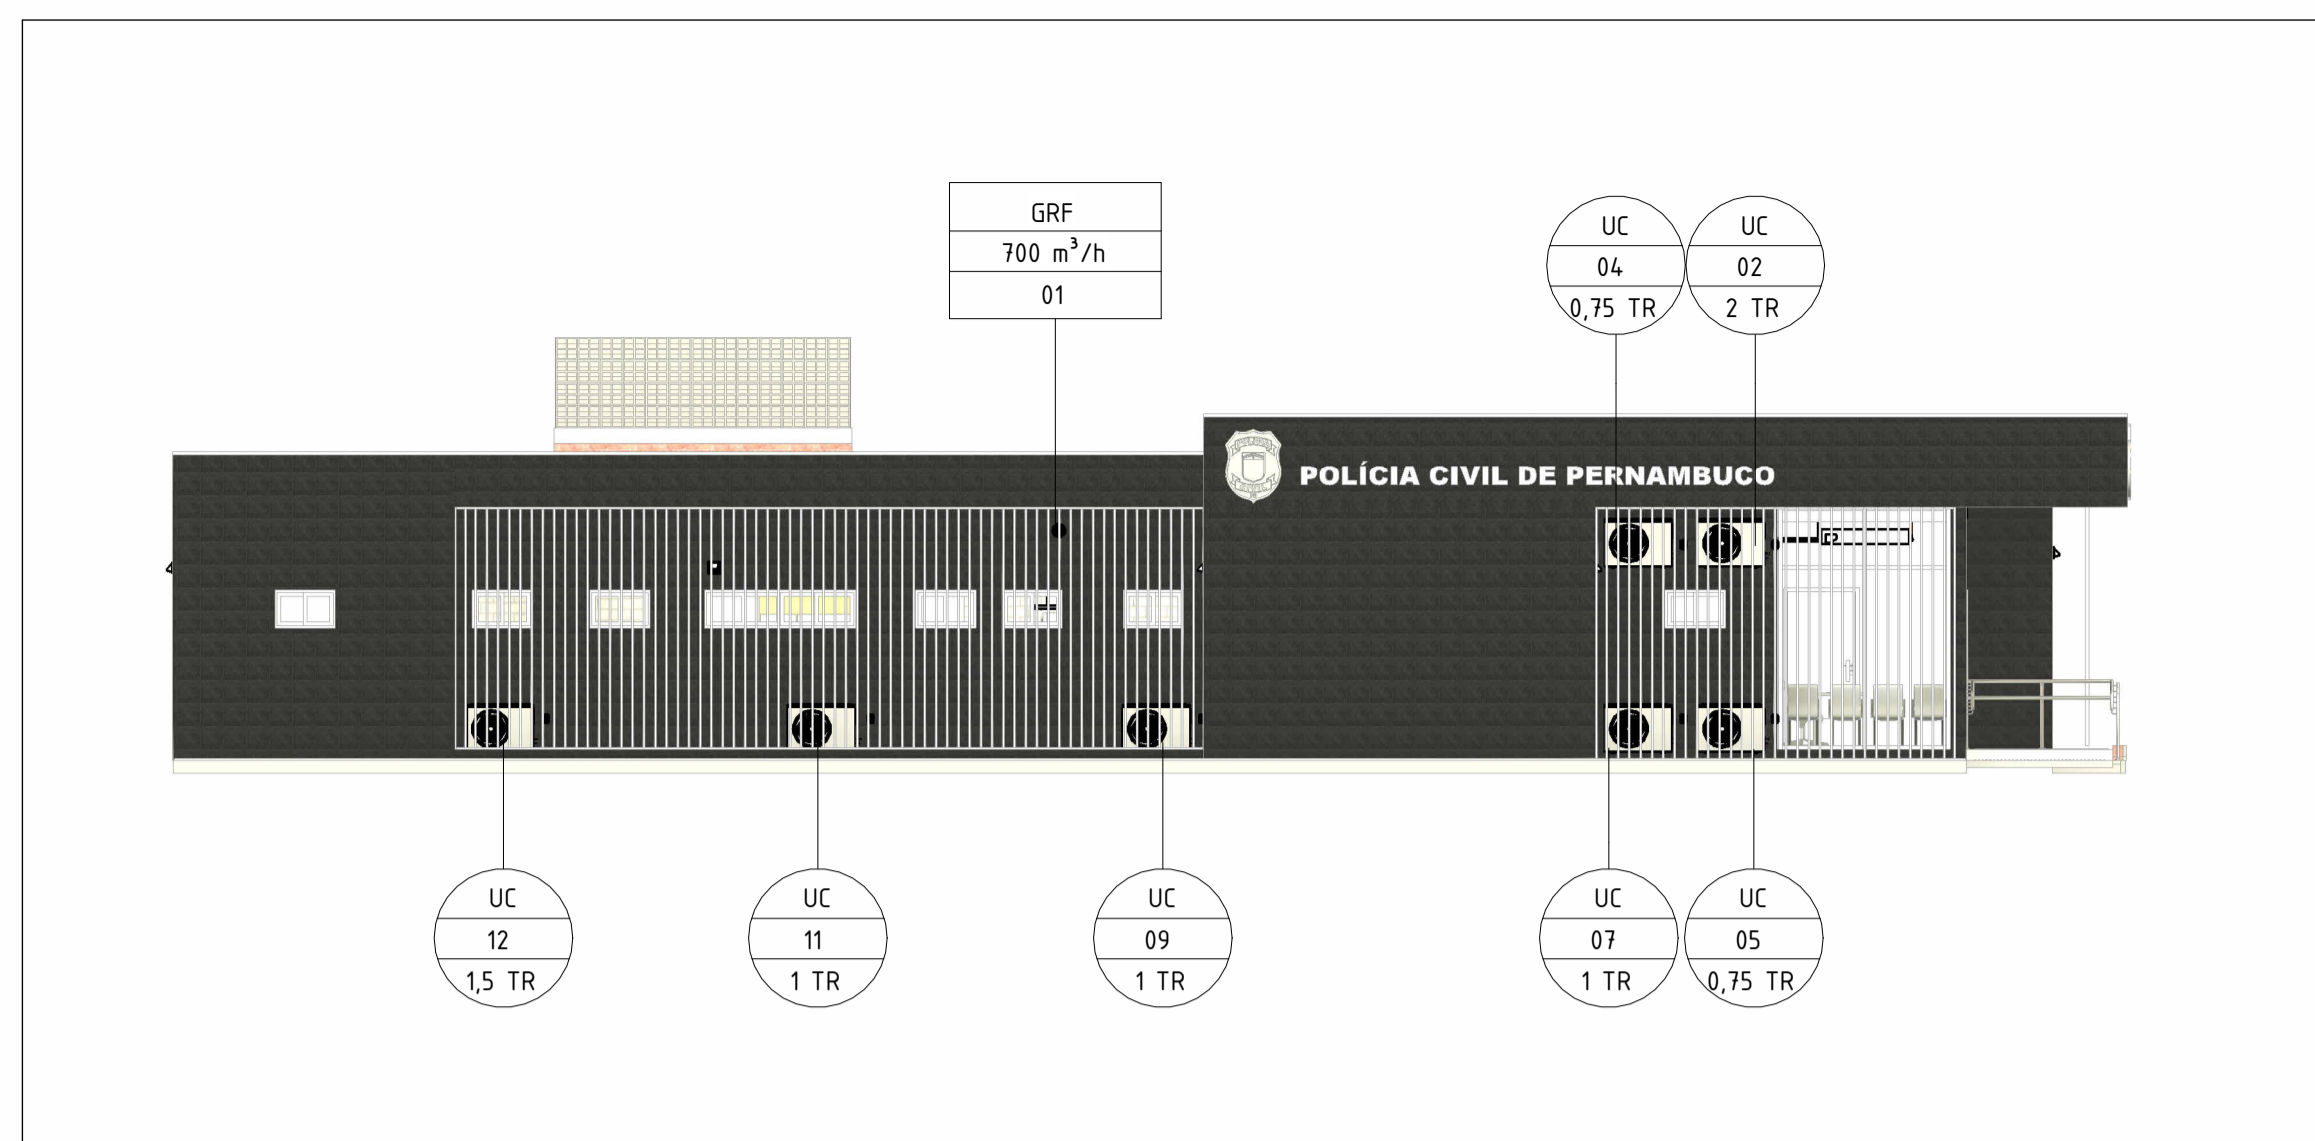 GRF
700 m³/h
01
UC
04
0,75 TR
UC
02
2 TR
POLÍCIA CIVIL DE PERNAMBUCO
UC
12
1,5 TR
UC
11
1 TR
UC
09
1 TR
UC
07
1 TR
UC
05
0,75 TR